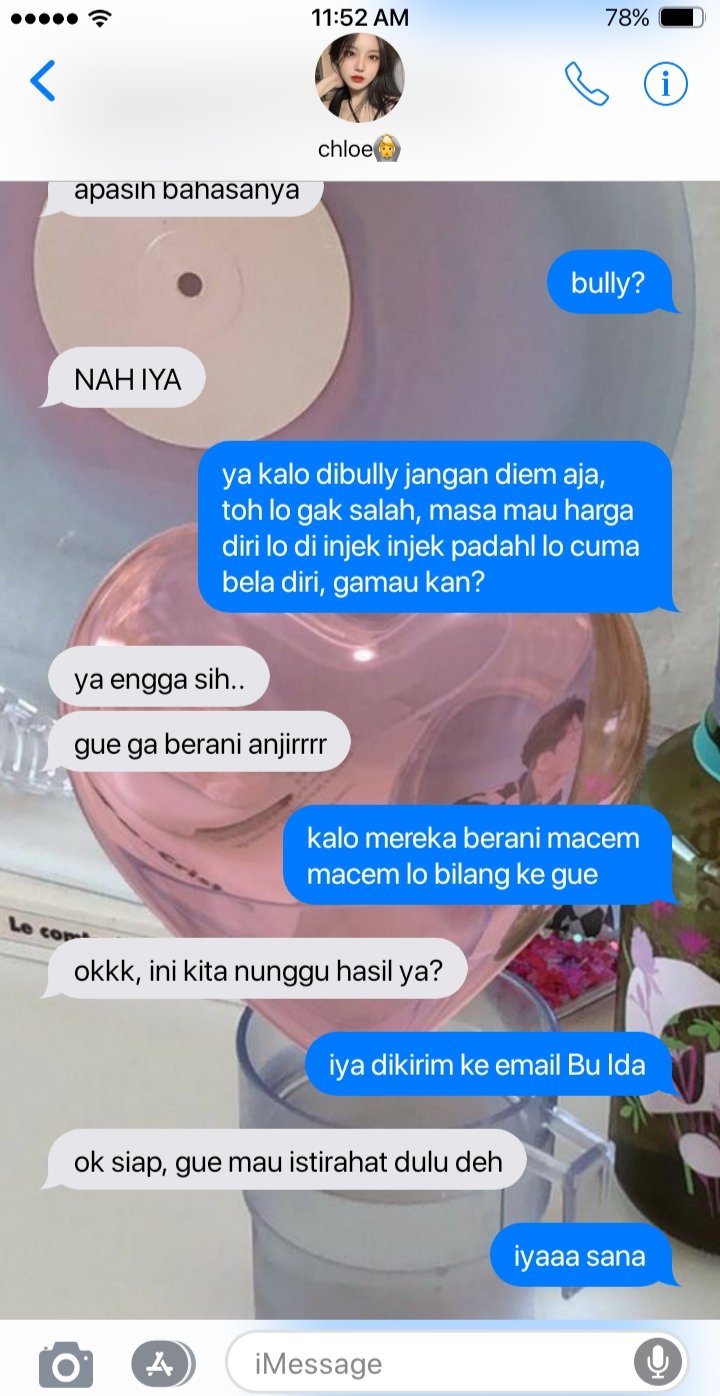 11:52 AM
78%
chloe👰
apasih bahasanya
bully?
NAH IYA
ya kalo dibully jangan diem aja,
toh lo gak salah, masa mau harga
diri lo di injek injek padahl lo cuma
bela diri, gamau kan?
ya engga sih..
gue ga berani anjirrrr
kalo mereka berani macem
macem lo bilang ke gue
Le com
okkk, ini kita nunggu hasil ya?
iya dikirim ke email Bu Ida
ok siap, gue mau istirahat dulu deh
iyaaa sana
iMessage